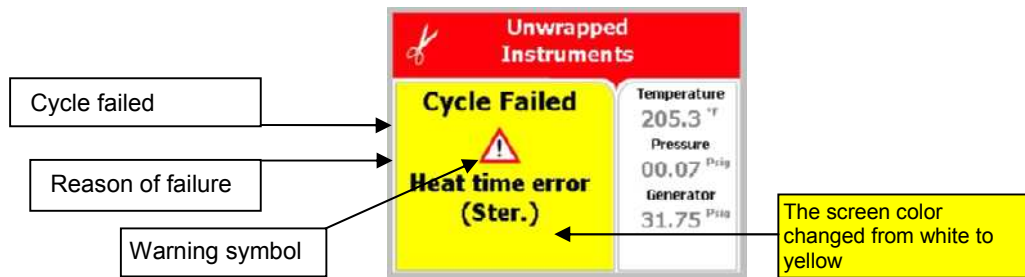 Unwrapped
Instruments
Cycle failed
Reason of failure
Warning symbol
Cycle Failed
Heat time error
(Ster.)
Temperature
205.3 °F
Pressure
00.07 Psig
Generator
31.75 Psig
The screen color
changed from white to
yellow